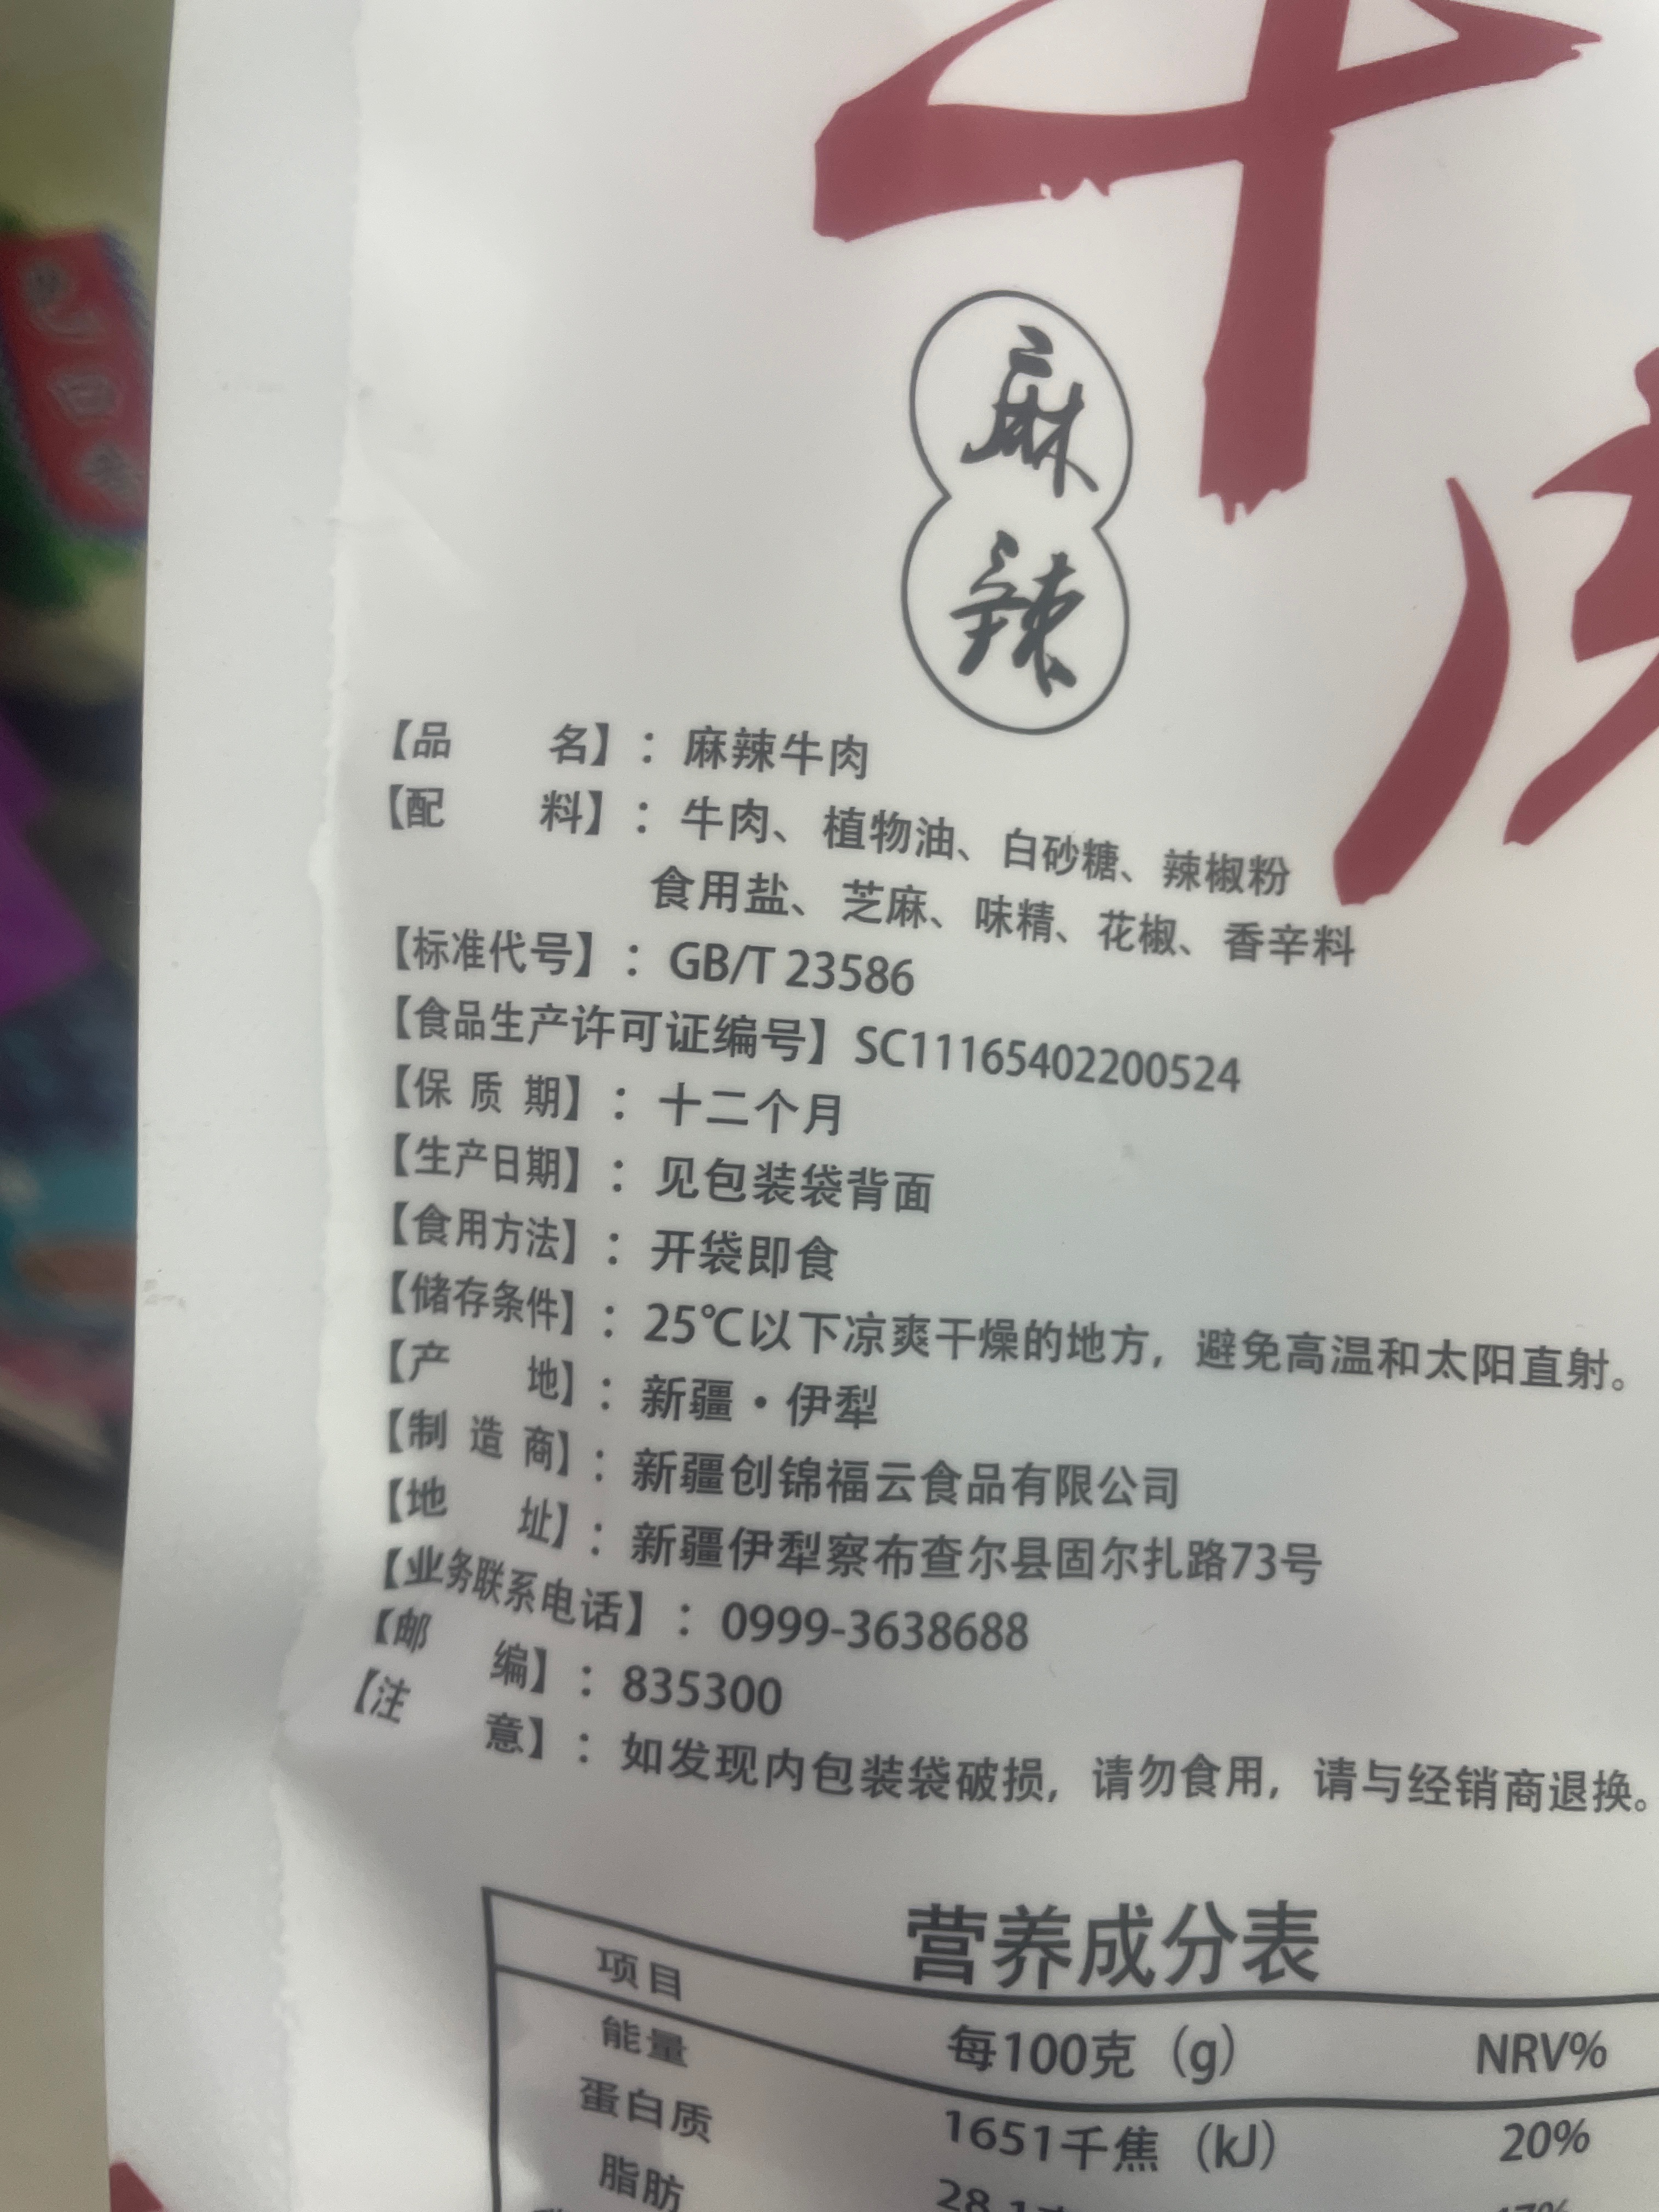 牛
肉
麻
辣
【品名】：麻辣牛肉
【配料】：牛肉、植物油、白砂糖、辣椒粉
食用盐、芝麻、味精、花椒、香辛料
【标准代号】：GB/T 23586
【食品生产许可证编号】SC11165402200524
【保质期】：十二个月
【生产日期】：见包装袋背面
【食用方法】：开袋即食
【储存条件】：25℃以下凉爽干燥的地方，避免高温和太阳直射。
【产地】：新疆·伊犁
【制造商】：新疆创锦福云食品有限公司
【地址】：新疆伊犁察布查尔县固尔扎路73号
【业务联系电话】：0999-3638688
【邮编】：835300
【注意】：如发现内包装袋破损，请勿食用，请与经销商退换。
营养成分表
项目 每100克（g） NRV%
能量 1651千焦（kJ） 20%
蛋白质 28.1
脂肪